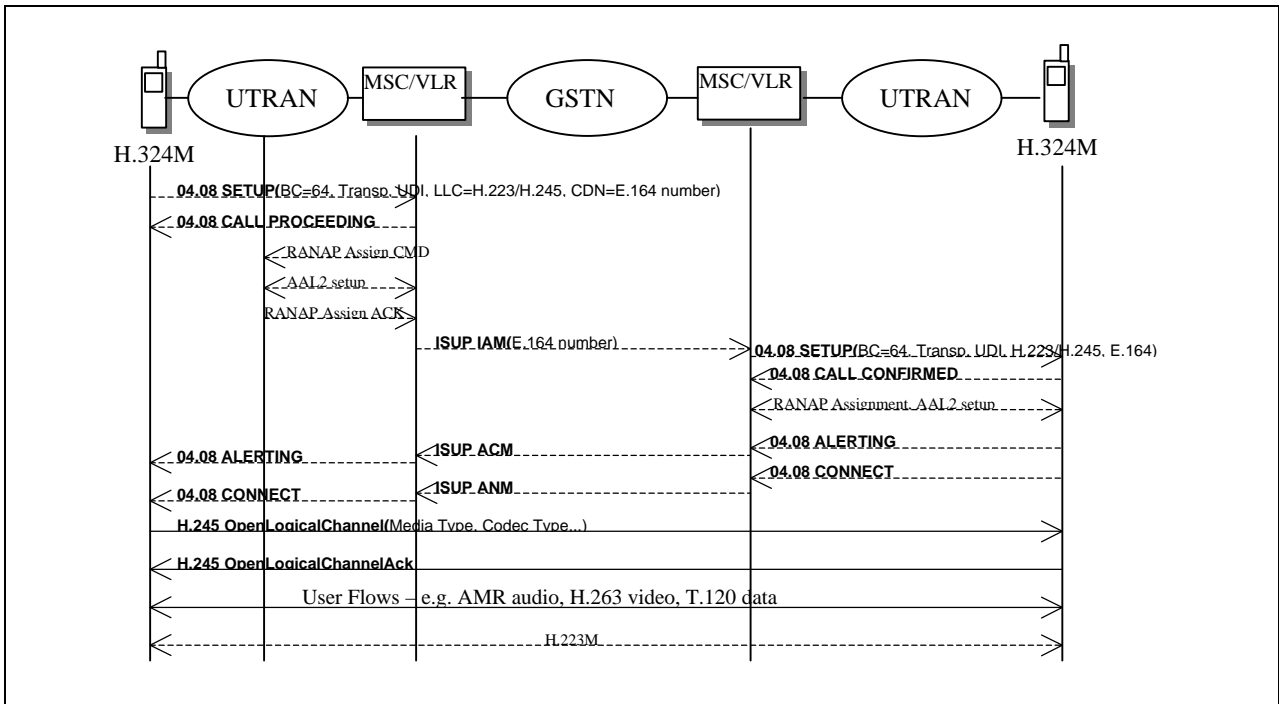 UTRAN
MSC/VLR
GSTN
MSC/VLR
UTRAN
H.324M
H.324M
04.08 SETUP(BC=64, Transp, UDI, LLC=H.223/H.245, CDN=E.164 number)
04.08 CALL PROCEEDING
RANAP Assign CMD
AAL2 setup
RANAP Assign ACK
ISUP IAM(E.164 number)
04.08 SETUP(BC=64, Transp, UDI, H.223/H.245, E.164)
04.08 CALL CONFIRMED
RANAP Assignment, AAL2 setup
04.08 ALERTING
ISUP ACM
04.08 ALERTING
04.08 CONNECT
ISUP ANM
04.08 CONNECT
H.245 OpenLogicalChannel(Media Type, Codec Type...)
H.245 OpenLogicalChannelAck
User Flows – e.g. AMR audio, H.263 video, T.120 data
H.223M